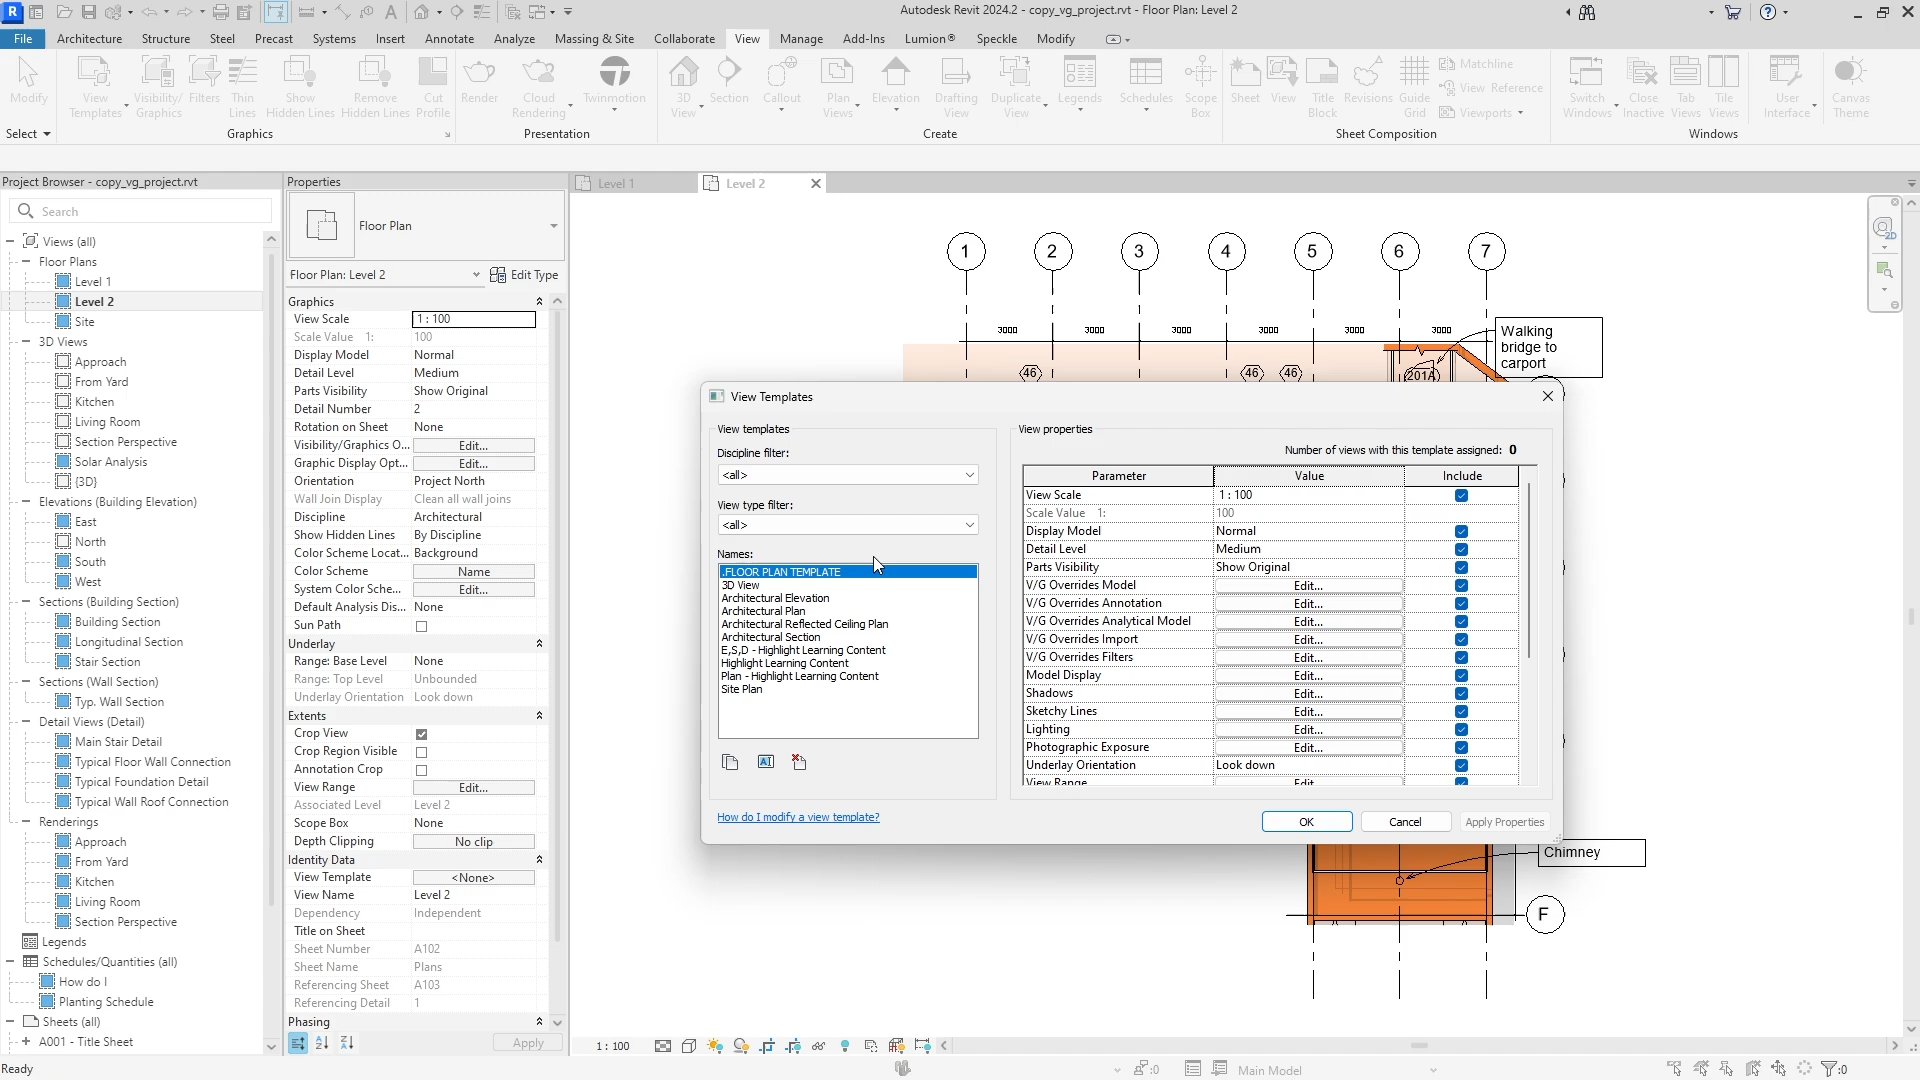 Autodesk Revit 2024.2 - copy_vg_project.rvt - Floor Plan: Level 2
File Architecture Structure Steel Precast Systems Insert Annotate Analyze Massing & Site Collaborate View Manage Add-Ins Lumion® Speckle Modify
Modify
View Templates
Visibility/ Graphics
Filters
Thin Lines
Show Hidden Lines
Remove Hidden Lines
Cut Profile
Render
Cloud Rendering
Twinmotion
3D View
Section
Callout
Plan Views
Elevation
Drafting View
Duplicate View
Legends
Schedules
Scope Box
Sheet
View
Title Block
Revisions
Guide Grid
Matchline
View Reference
Viewports
Switch Windows
Close Inactive
Tab Views
Tile Views
User Interface
Canvas Theme
Select Graphics Presentation Create Sheet Composition Windows
Project Browser - copy_vg_project.rvt
Search
Views (all)
Floor Plans
Level 1
Level 2
Site
3D Views
Approach
From Yard
Kitchen
Living Room
Section Perspective
Solar Analysis
{3D}
Elevations (Building Elevation)
East
North
South
West
Sections (Building Section)
Building Section
Longitudinal Section
Stair Section
Sections (Wall Section)
Typ. Wall Section
Detail Views (Detail)
Main Stair Detail
Typical Floor Wall Connection
Typical Foundation Detail
Typical Wall Roof Connection
Renderings
Approach
From Yard
Kitchen
Living Room
Section Perspective
Legends
Schedules/Quantities (all)
How do I
Planting Schedule
Sheets (all)
A001 - Title Sheet
Properties
Floor Plan
Floor Plan: Level 2 Edit Type
Graphics
View Scale 1 : 100
Scale Value 1: 100
Display Model Normal
Detail Level Medium
Parts Visibility Show Original
Detail Number 2
Rotation on Sheet None
Visibility/Graphics O... Edit...
Graphic Display Opt... Edit...
Orientation Project North
Wall Join Display Clean all wall joins
Discipline Architectural
Show Hidden Lines By Discipline
Color Scheme Locat... Background
Color Scheme Name
System Color Sche... Edit...
Default Analysis Dis... None
Sun Path
Underlay
Range: Base Level None
Range: Top Level Unbounded
Underlay Orientation Look down
Extents
Crop View
Crop Region Visible
Annotation Crop
View Range Edit...
Associated Level Level 2
Scope Box None
Depth Clipping No clip
Identity Data
View Template <None>
View Name Level 2
Dependency Independent
Title on Sheet
Sheet Number A102
Sheet Name Plans
Referencing Sheet A103
Referencing Detail 1
Phasing
Apply
Level 1 Level 2
1 2 3 4 5 6 7
3000 3000 3000 3000 3000 3000
Walking
bridge to
carport
46 46 46 201A
View Templates
View templates
Discipline filter:
<all>
View type filter:
<all>
Names:
.FLOOR PLAN TEMPLATE
3D View
Architectural Elevation
Architectural Plan
Architectural Reflected Ceiling Plan
Architectural Section
E,S,D - Highlight Learning Content
Highlight Learning Content
Plan - Highlight Learning Content
Site Plan
How do I modify a view template?
View properties
Number of views with this template assigned: 0
Parameter Value Include
View Scale 1 : 100
Scale Value 1: 100
Display Model Normal
Detail Level Medium
Parts Visibility Show Original
V/G Overrides Model Edit...
V/G Overrides Annotation Edit...
V/G Overrides Analytical Model Edit...
V/G Overrides Import Edit...
V/G Overrides Filters Edit...
Model Display Edit...
Shadows Edit...
Sketchy Lines Edit...
Lighting Edit...
Photographic Exposure Edit...
Underlay Orientation Look down
View Range Edit...
OK Cancel Apply Properties
Chimney
F
1 : 100
Ready
:0
Main Model
:0